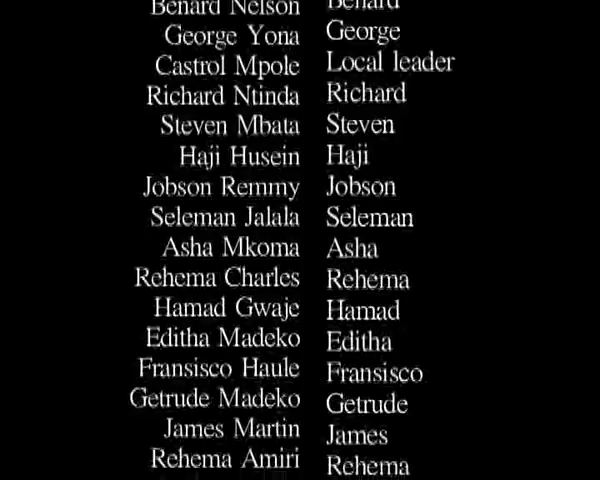 Benard Nelson Benard
George Yona George
Castrol Mpole Local leader
Richard Ntinda Richard
Steven Mbata Steven
Haji Husein Haji
Jobson Remmy Jobson
Seleman Jalala Seleman
Asha Mkoma Asha
Rehema Charles Rehema
Hamad Gwaje Hamad
Editha Madeko Editha
Fransisco Haule Fransisco
Getrude Madeko Getrude
James Martin James
Rehema Amiri Rehema